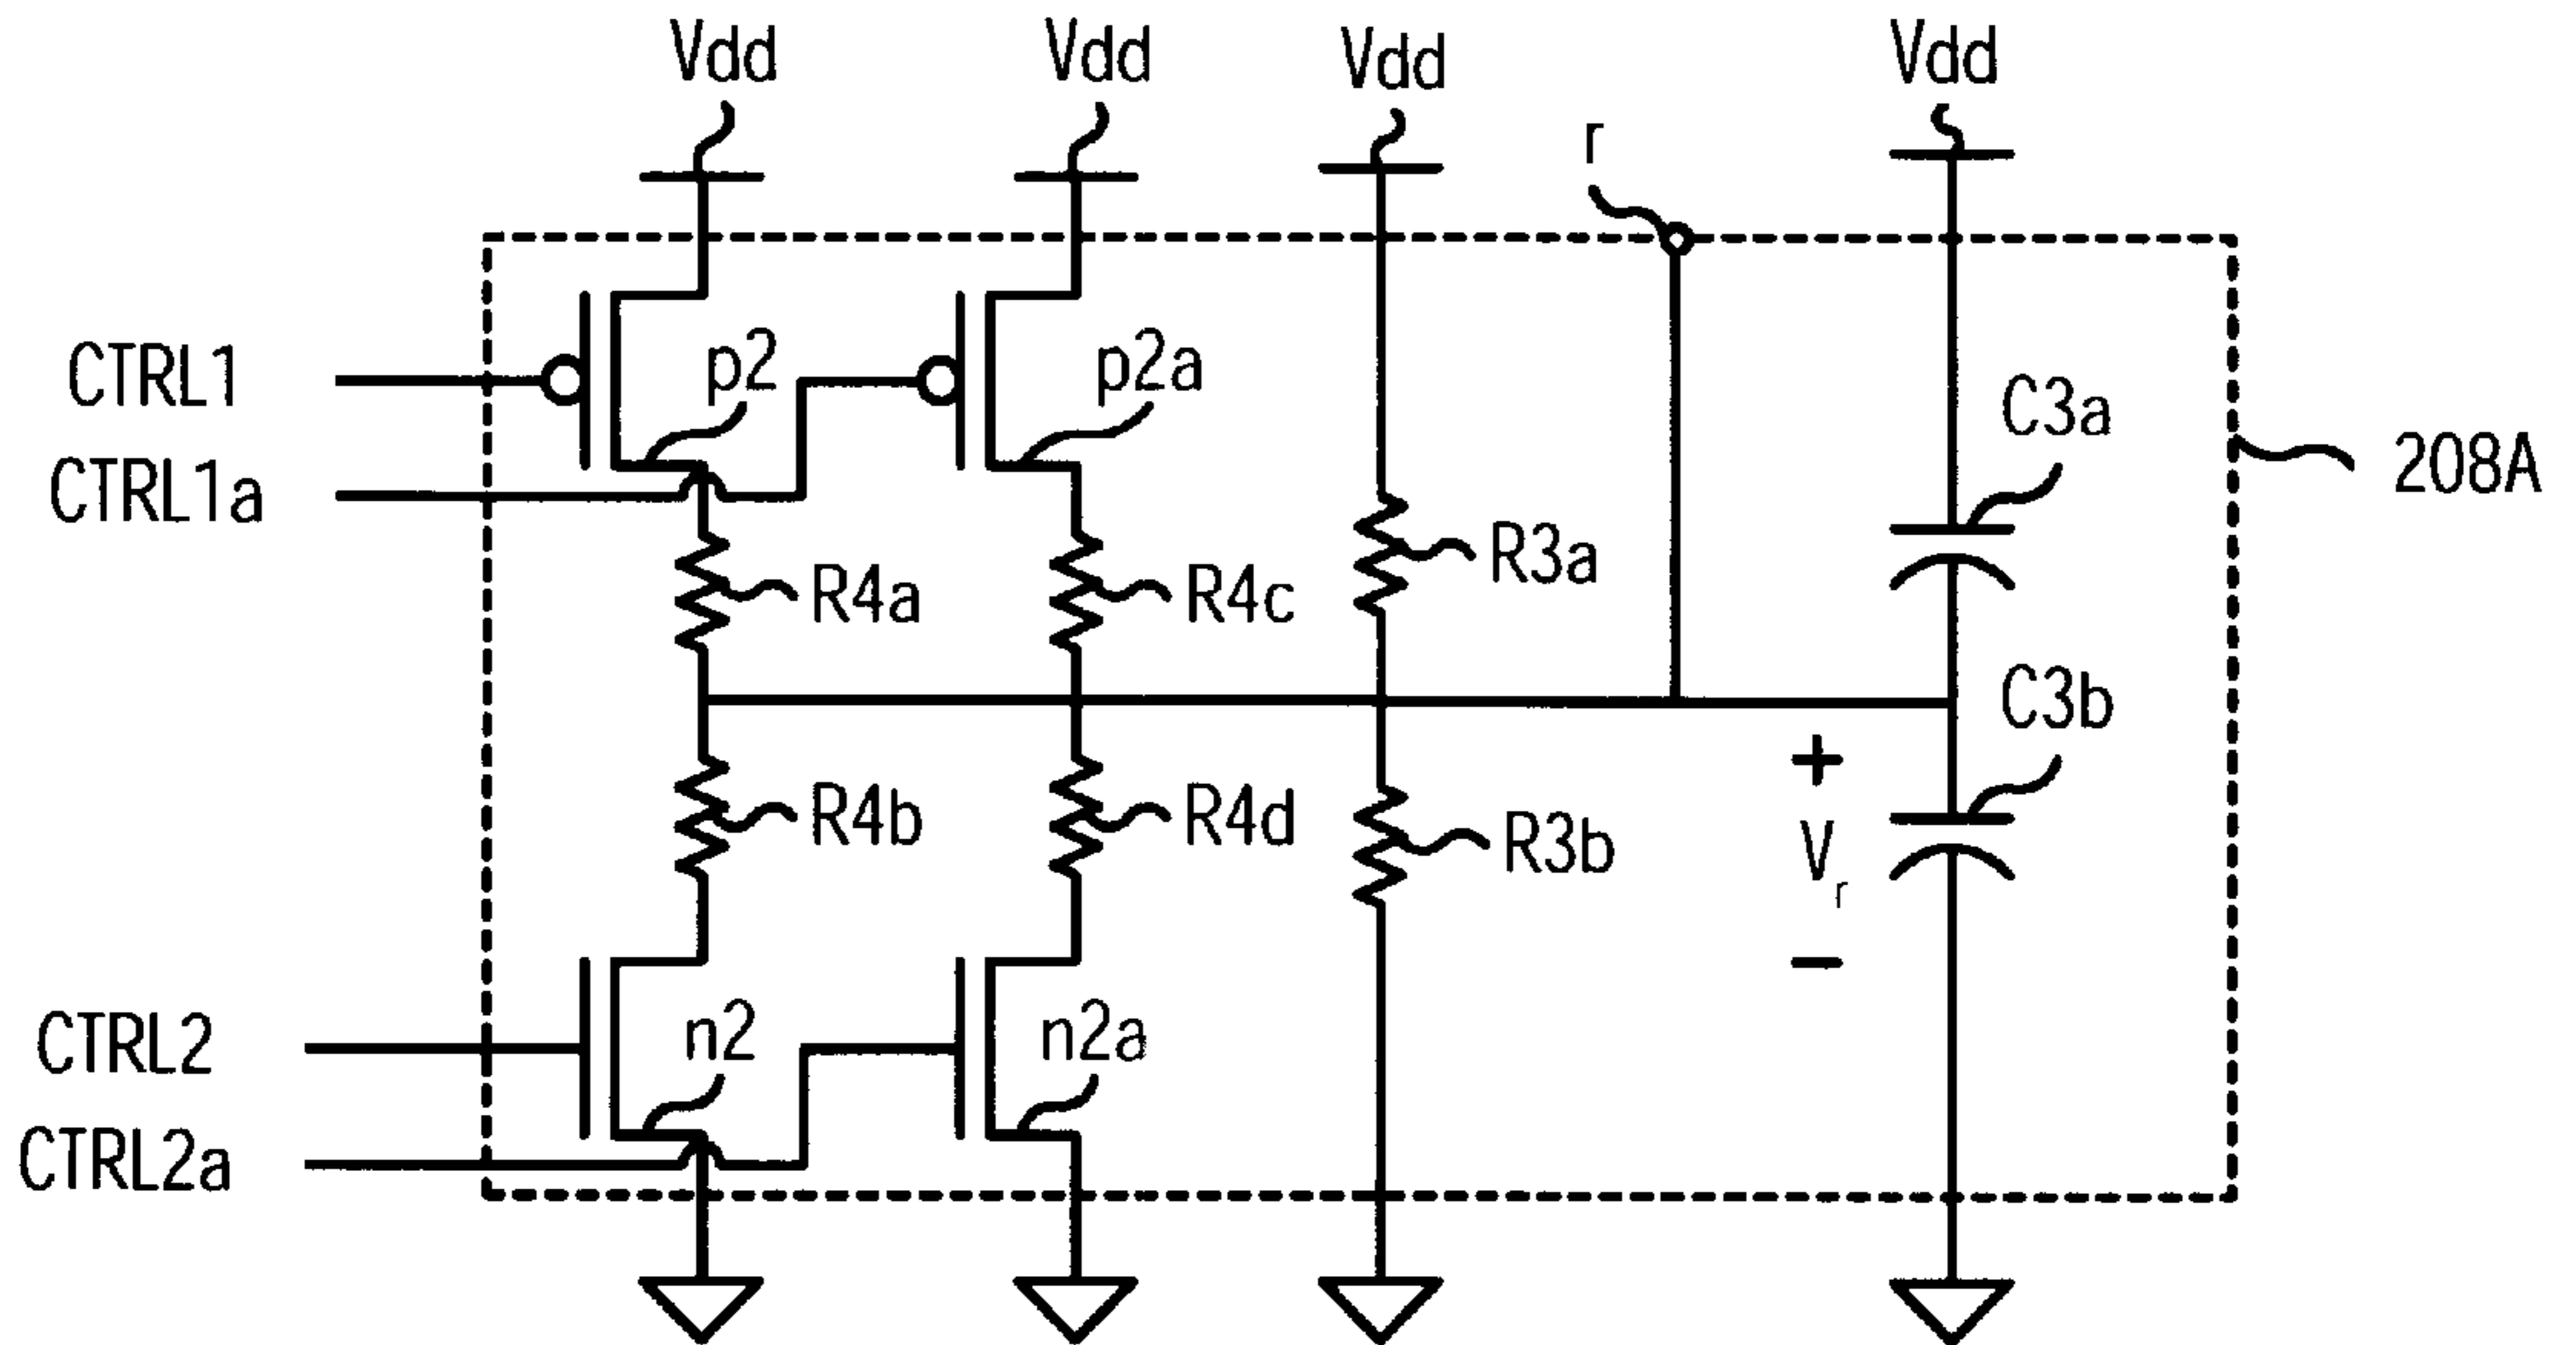 Vdd Vdd Vdd Vdd
r
CTRL1
p2
p2a
C3a
CTRL1a
208A
R3a
R4a
R4c
C3b
+
R4b
R4d
R3b
Vr
−
CTRL2
n2
n2a
CTRL2a